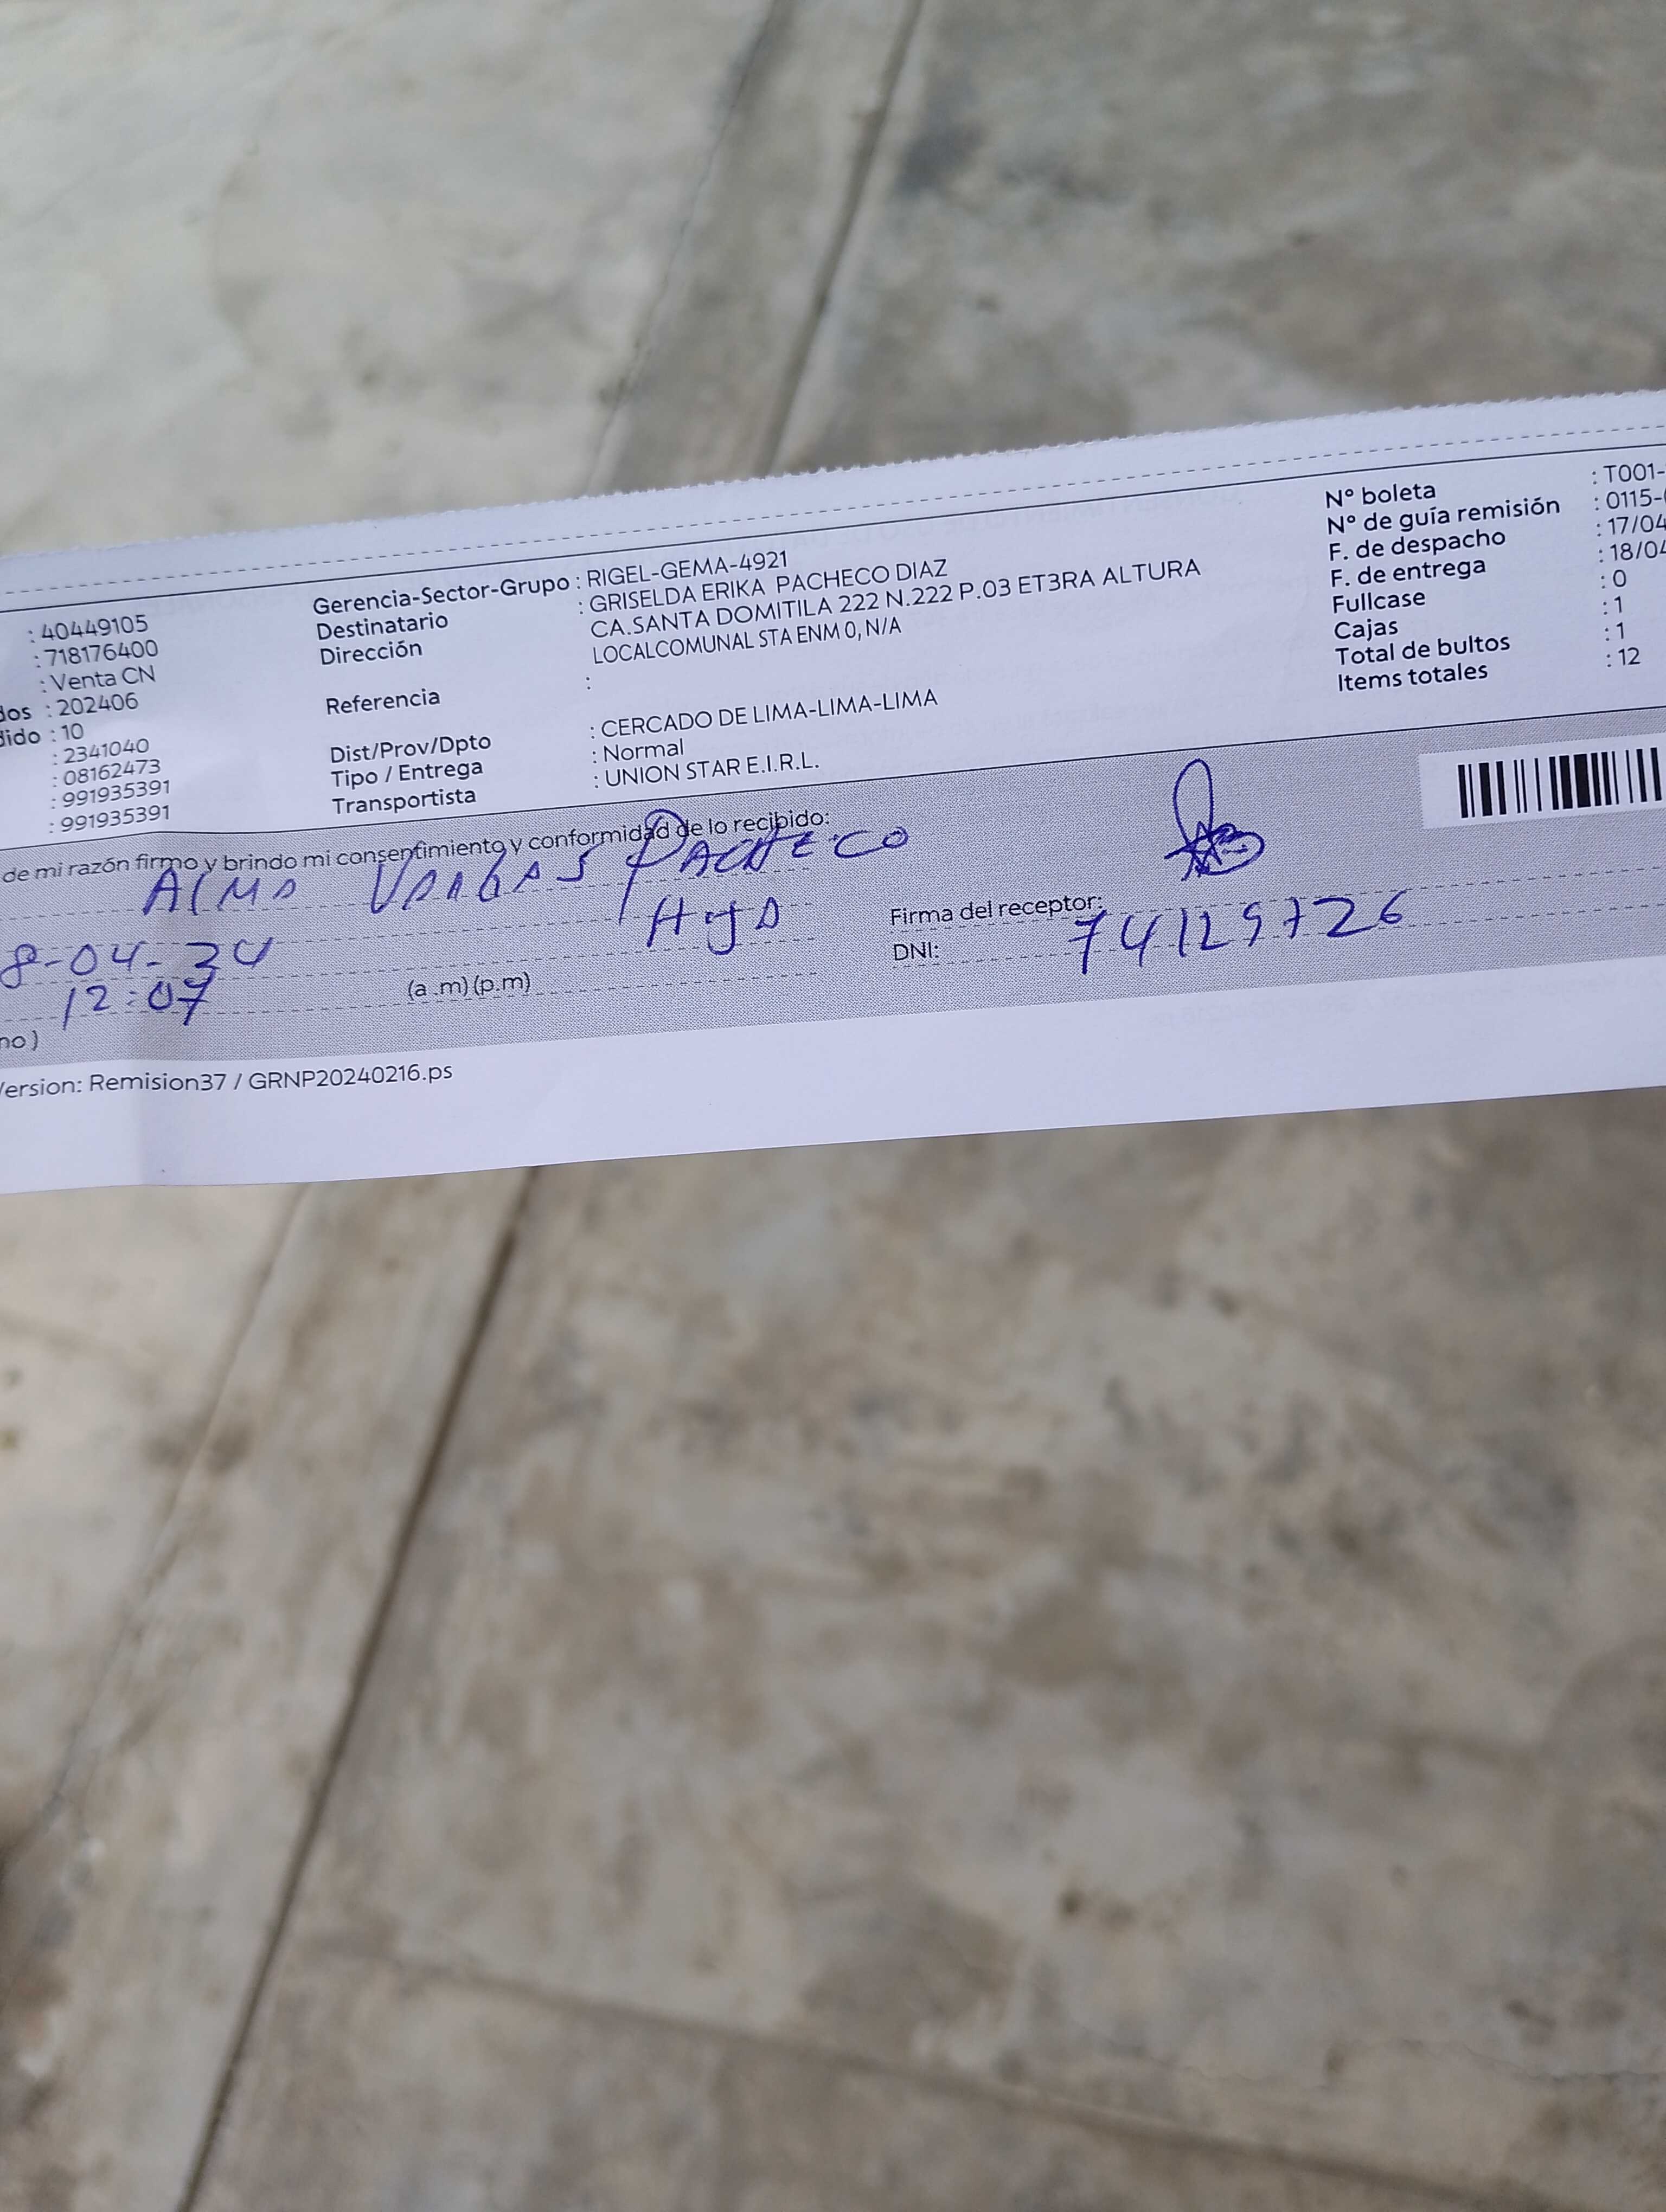 : 40449105
: 718176400
: Venta CN
dos : 202406
dido : 10
: 2341040
: 08162473
: 991935391
: 991935391
Gerencia-Sector-Grupo : RIGEL-GEMA-4921
Destinatario : GRISELDA ERIKA PACHECO DIAZ
Dirección CA.SANTA DOMITILA 222 N.222 P.03 ET3RA ALTURA
LOCALCOMUNAL STA ENM 0, N/A
Referencia :
Dist/Prov/Dpto : CERCADO DE LIMA-LIMA-LIMA
Tipo / Entrega : Normal
Transportista : UNION STAR E.I.R.L.
N° boleta : T001-
N° de guía remisión : 0115-
F. de despacho : 17/04
F. de entrega : 18/04
Fullcase : 0
Cajas : 1
Total de bultos : 1
Items totales : 12
de mi razón firmo y brindo mi consentimiento y conformidad de lo recibido:
Alma Vargas Pacheco
Hija
8-04-24
12:07
(a .m) (p.m)
Firma del receptor:
DNI: 74129726
no )
Version: Remision37 / GRNP20240216.ps